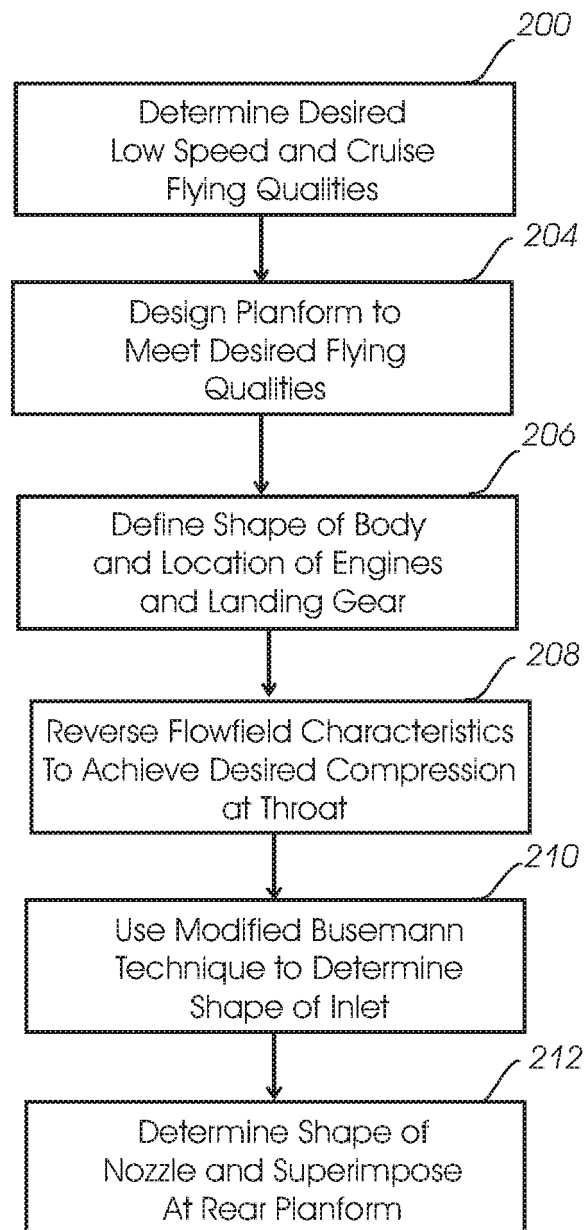 200
Determine Desired
Low Speed and Cruise
Flying Qualities
204
Design Planform to
Meet Desired Flying
Qualities
206
Define Shape of Body
and Location of Engines
and Landing Gear
208
Reverse Flowfield Characteristics
To Achieve Desired Compression
at Throat
210
Use Modified Busemann
Technique to Determine
Shape of Inlet
212
Determine Shape of
Nozzle and Superimpose
At Rear Planform